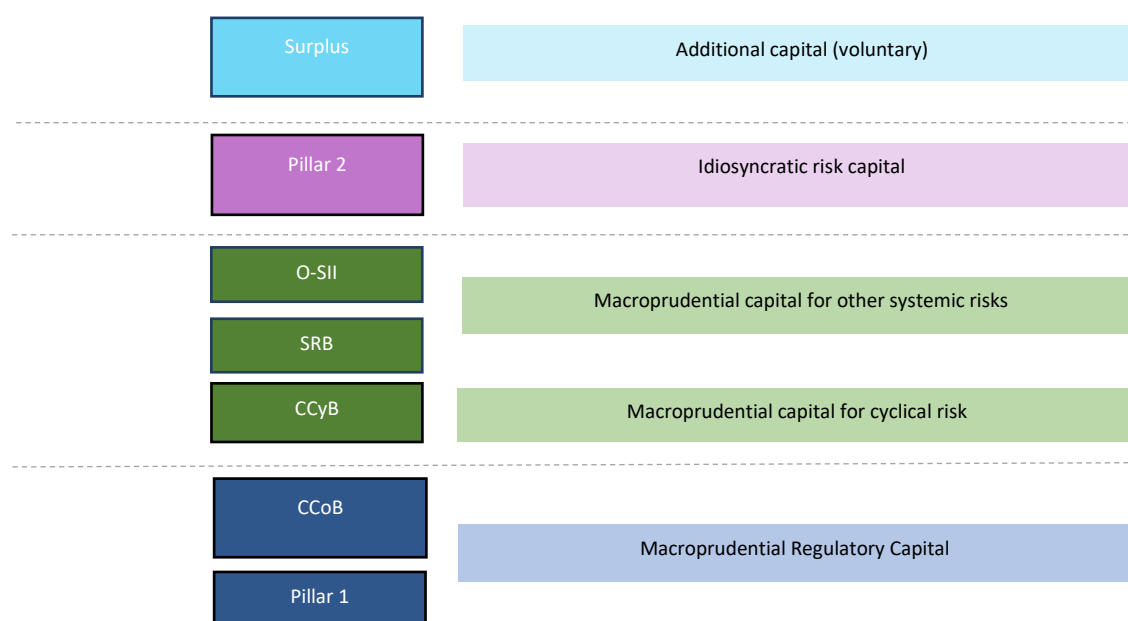 Surplus
Additional capital (voluntary)
Pillar 2
Idiosyncratic risk capital
O-SII
Macroprudential capital for other systemic risks
SRB
CCyB
Macroprudential capital for cyclical risk
CCoB
Macroprudential Regulatory Capital
Pillar 1